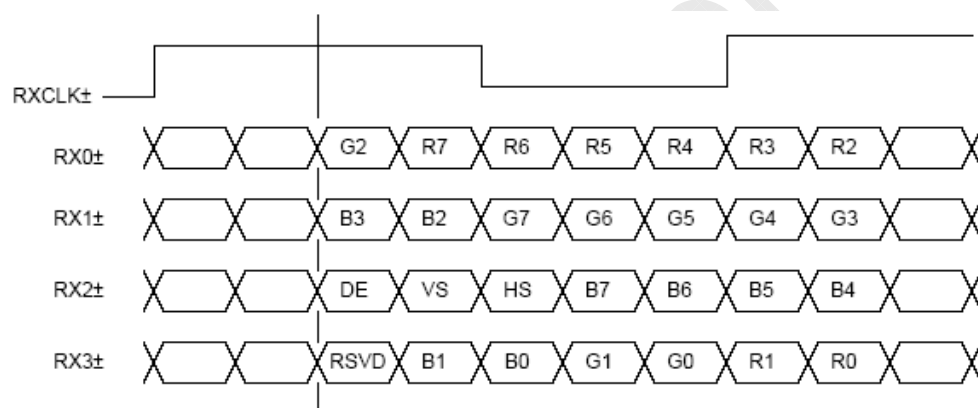 RXCLK±
RX0± G2 R7 R6 R5 R4 R3 R2
RX1± B3 B2 G7 G6 G5 G4 G3
RX2± DE VS HS B7 B6 B5 B4
RX3± RSVD B1 B0 G1 G0 R1 R0